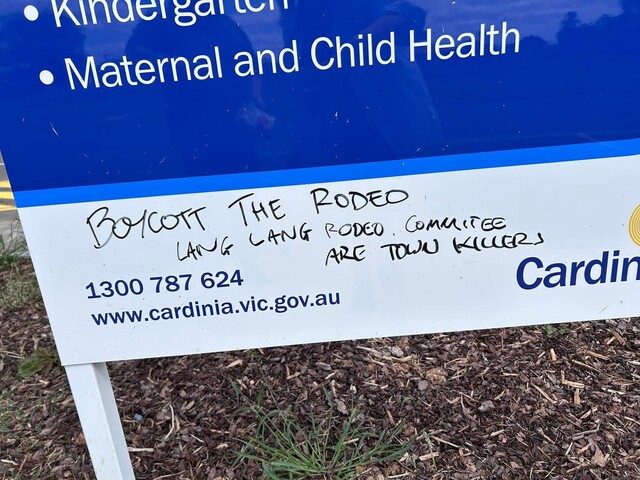 • Kindergarten
• Maternal and Child Health
BOYCOTT THE RODEO
LANG LANG RODEO. COMMITEE
ARE TOWN KILLERS
1300 787 624
www.cardinia.vic.gov.au
Cardin